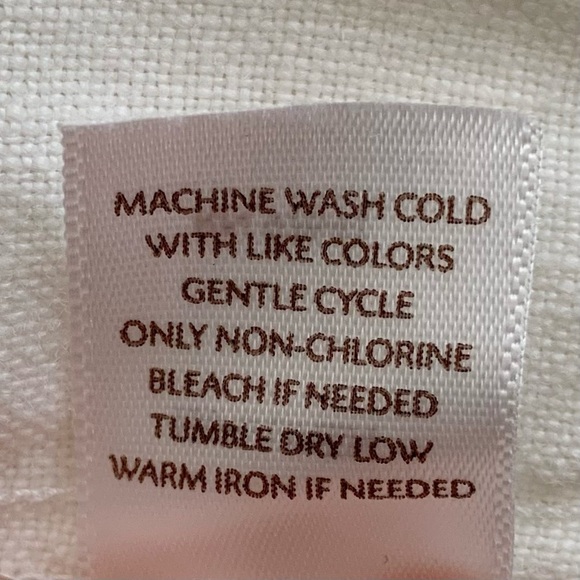 MACHINE WASH COLD
WITH LIKE COLORS
GENTLE CYCLE
ONLY NON-CHLORINE
BLEACH IF NEEDED
TUMBLE DRY LOW
WARM IRON IF NEEDED